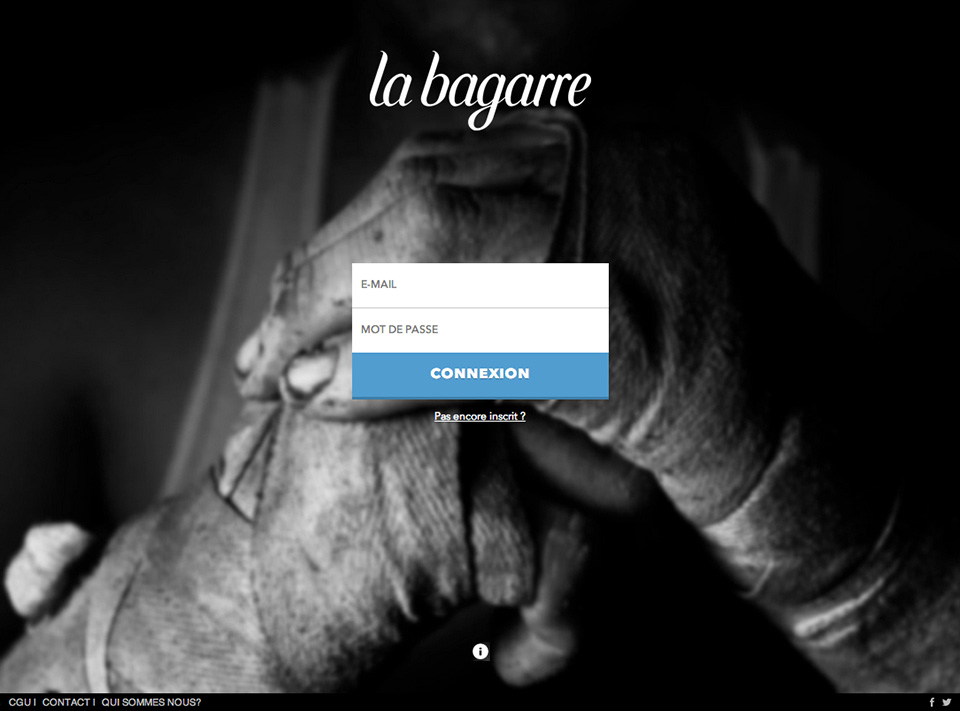 la bagarre
E-MAIL
MOT DE PASSE
CONNEXION
Pas encore inscrit ?
i
CGU I CONTACT I QUI SOMMES NOUS?